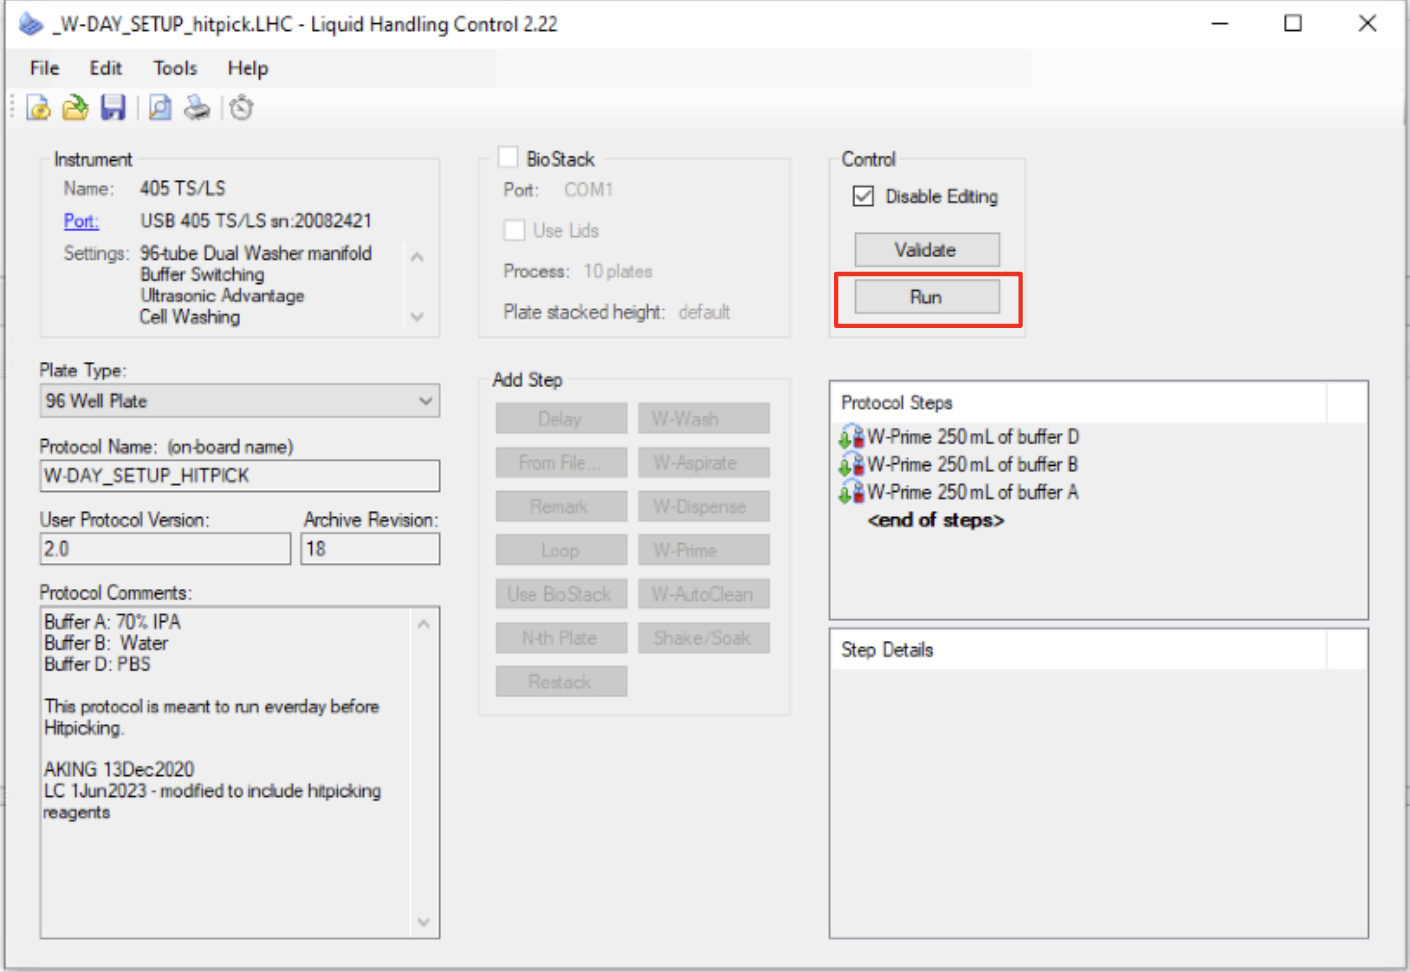 _W-DAY_SETUP_hitpick.LHC - Liquid Handling Control 2.22
File Edit Tools Help
Instrument
Name: 405 TS/LS
Port: USB 405 TS/LS sn:20082421
Settings: 96-tube Dual Washer manifold
Buffer Switching
Ultrasonic Advantage
Cell Washing
BioStack
Port: COM1
Use Lids
Process: 10 plates
Plate stacked height: default
Control
Disable Editing
Validate
Run
Plate Type:
96 Well Plate
Protocol Name: (on-board name)
W-DAY_SETUP_HITPICK
User Protocol Version: Archive Revision:
2.0 18
Protocol Comments:
Buffer A: 70% IPA
Buffer B: Water
Buffer D: PBS
This protocol is meant to run everday before
Hitpicking.
AKING 13Dec2020
LC 1Jun2023 - modified to include hitpicking
reagents
Add Step
Delay W-Wash
From File... W-Aspirate
Remark W-Dispense
Loop W-Prime
Use BioStack W-AutoClean
N-th Plate Shake/Soak
Restack
Protocol Steps
W-Prime 250 mL of buffer D
W-Prime 250 mL of buffer B
W-Prime 250 mL of buffer A
<end of steps>
Step Details